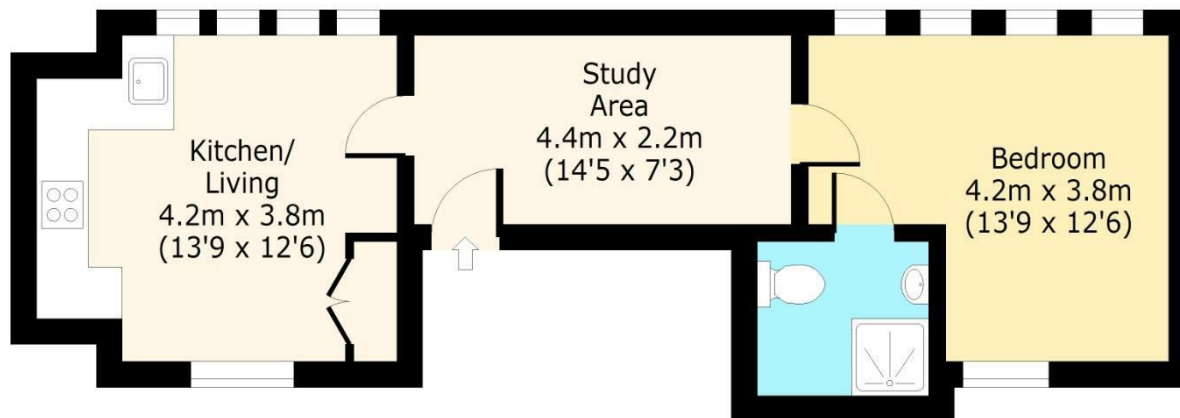 Kitchen/
Living
4.2m x 3.8m
(13'9 x 12'6)
Study
Area
4.4m x 2.2m
(14'5 x 7'3)
Bedroom
4.2m x 3.8m
(13'9 x 12'6)